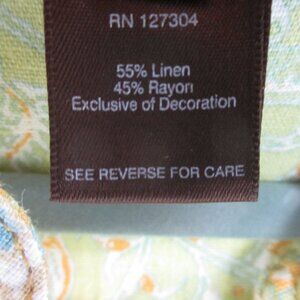 RN 127304
55% Linen
45% Rayon
Exclusive of Decoration
SEE REVERSE FOR CARE